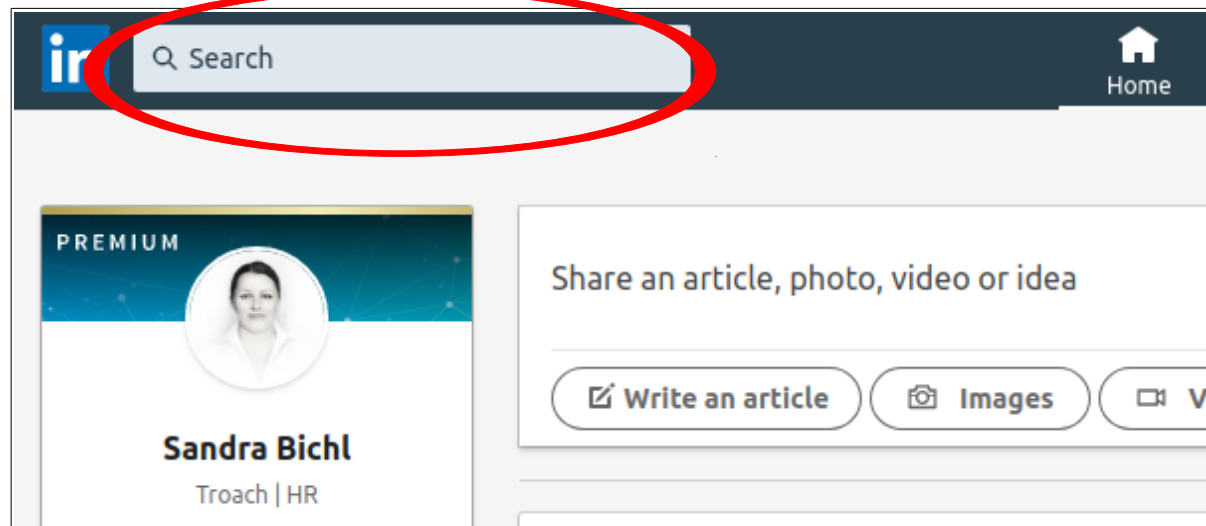 in
Search
Home
PREMIUM
Share an article, photo, video or idea
Write an article
Images
V
Sandra Bichl
Troach | HR